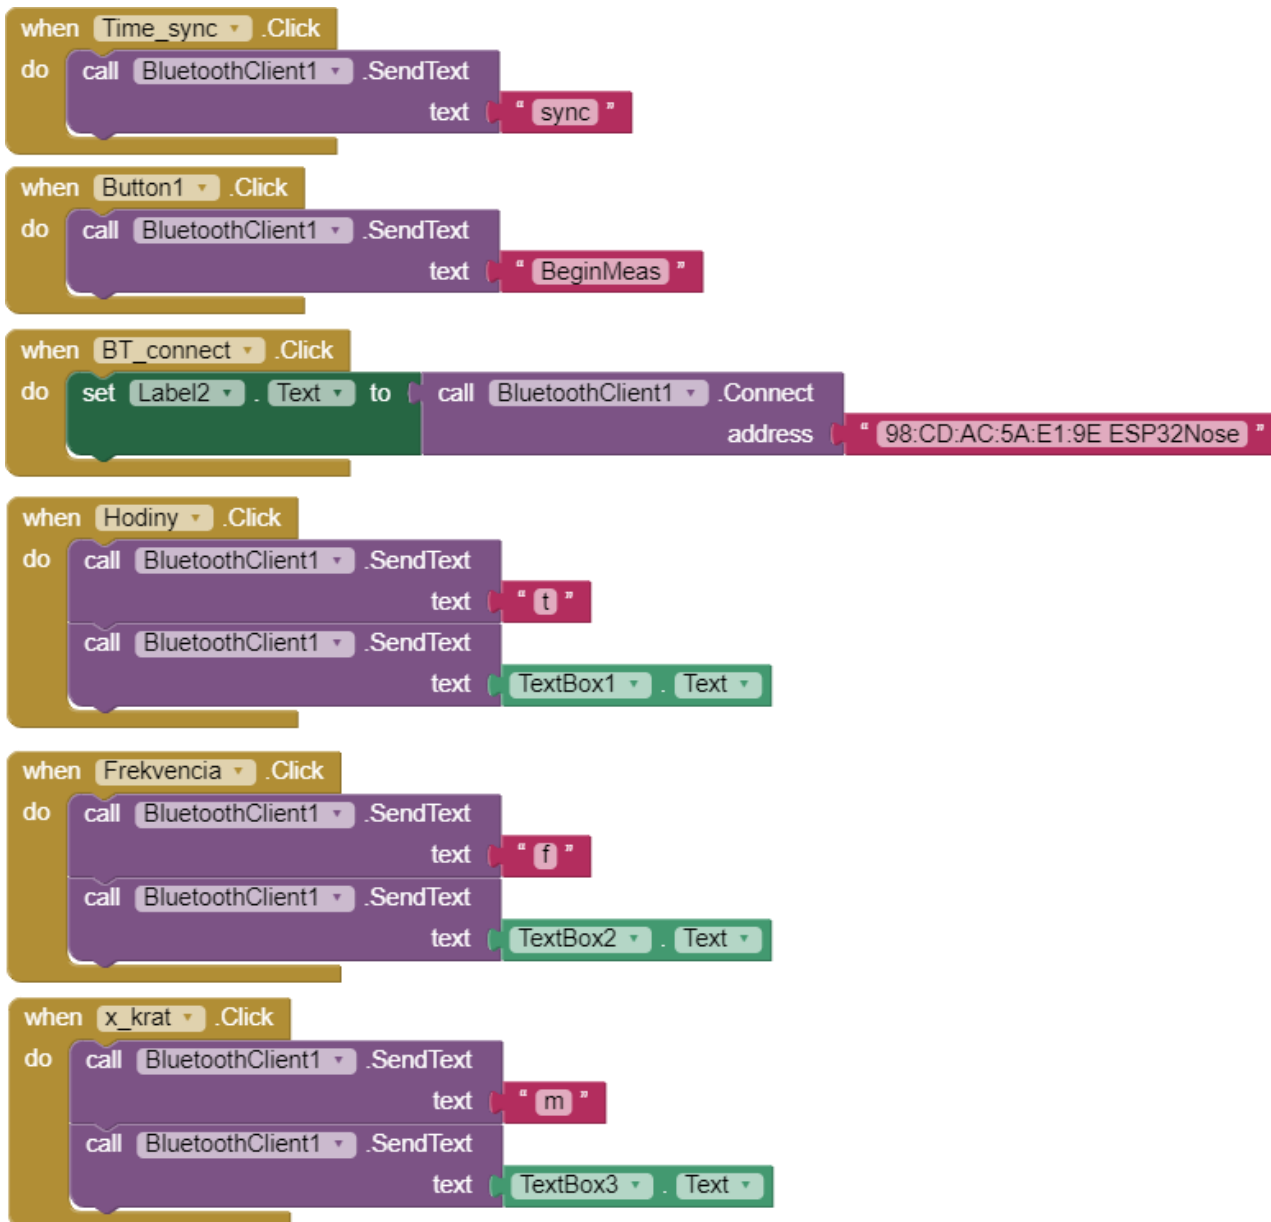 when Time_sync .Click
do call BluetoothClient1 .SendText
text “ sync ”
when Button1 .Click
do call BluetoothClient1 .SendText
text “ BeginMeas ”
when BT_connect .Click
do set Label2 . Text to call BluetoothClient1 .Connect
address “ 98:CD:AC:5A:E1:9E ESP32Nose ”
when Hodiny .Click
do call BluetoothClient1 .SendText
text “ t ”
call BluetoothClient1 .SendText
text TextBox1 . Text
when Frekvencia .Click
do call BluetoothClient1 .SendText
text “ f ”
call BluetoothClient1 .SendText
text TextBox2 . Text
when x_krat .Click
do call BluetoothClient1 .SendText
text “ m ”
call BluetoothClient1 .SendText
text TextBox3 . Text